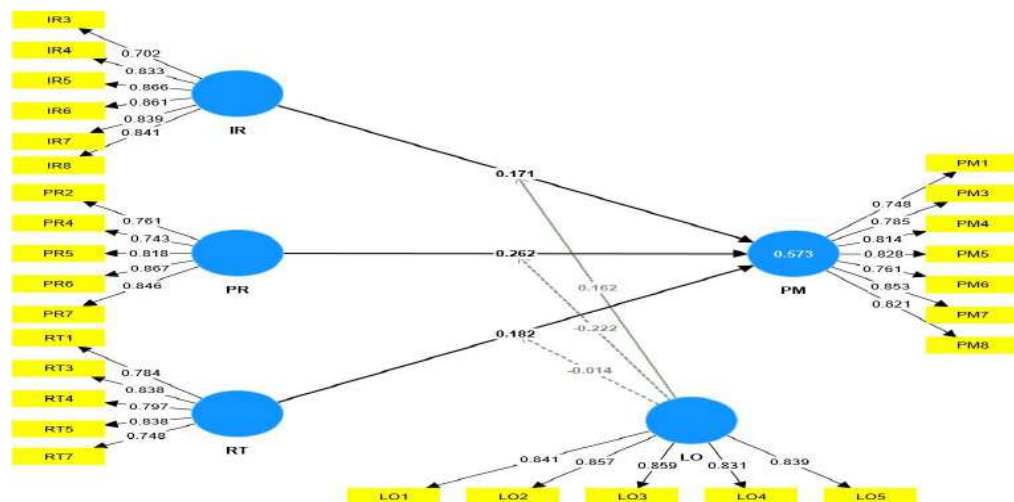 IR3
IR4
IR5
IR6
IR7
IR8
0.702
0.833
0.866
0.861
0.839
0.841
IR
PR2
PR4
PR5
PR6
PR7
0.761
0.743
0.818
0.867
0.846
PR
RT1
RT3
RT4
RT5
RT7
0.784
0.838
0.797
0.838
0.748
RT
0.171
0.262
0.182
0.162
-0.222
-0.014
0.573
PM
PM1
PM3
PM4
PM5
PM6
PM7
PM8
0.748
0.785
0.814
0.828
0.761
0.853
0.821
LO
0.841
0.857
0.859
0.831
0.839
LO1
LO2
LO3
LO4
LO5